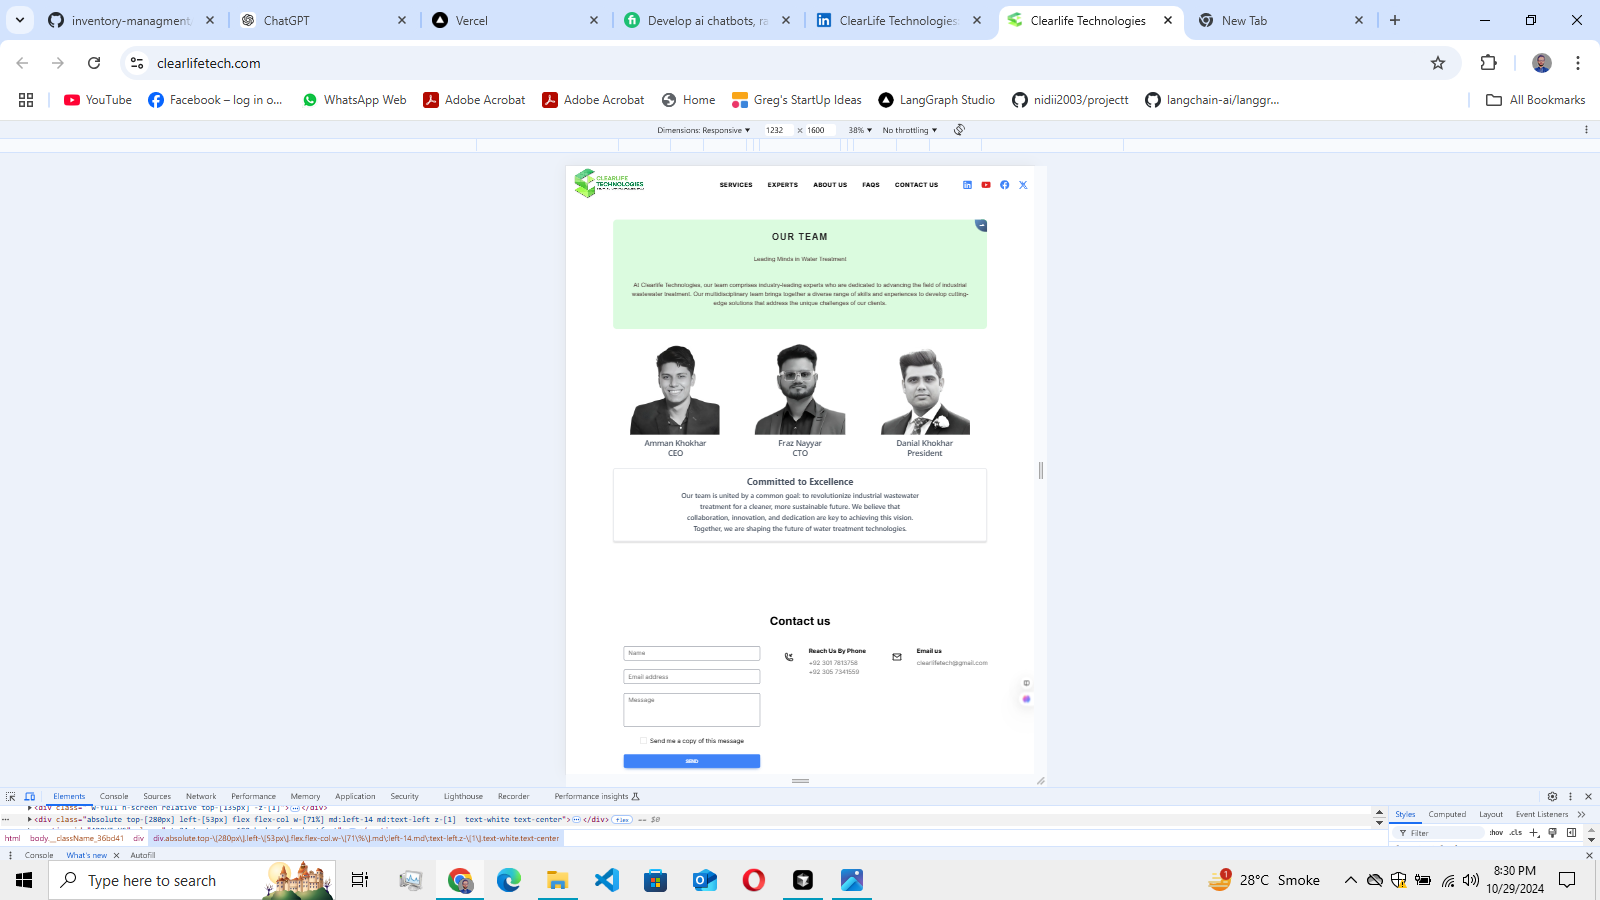 inventory-managment
ChatGPT
Vercel
Develop ai chatbots, ra
ClearLife Technologies
Clearlife Technologies
New Tab
clearlifetech.com
YouTube
Facebook – log in o...
WhatsApp Web
Adobe Acrobat
Adobe Acrobat
Home
Greg's StartUp Ideas
LangGraph Studio
nidii2003/projectt
langchain-ai/langgr...
All Bookmarks
Dimensions: Responsive ▼ 1232 × 1600 38% ▼ No throttling ▼
CLEARLIFE
TECHNOLOGIES
SERVICES EXPERTS ABOUT US FAQS CONTACT US
OUR TEAM
Leading Minds in Water Treatment
At Clearlife Technologies, our team comprises industry-leading experts who are dedicated to advancing the field of industrial
wastewater treatment. Our multidisciplinary team brings together a diverse range of skills and experiences to develop cutting-
edge solutions that address the unique challenges of our clients.
Amman Khokhar
CEO
Fraz Nayyar
CTO
Danial Khokhar
President
Committed to Excellence
Our team is united by a common goal: to revolutionize industrial wastewater
treatment for a cleaner, more sustainable future. We believe that
collaboration, innovation, and dedication are key to achieving this vision.
Together, we are shaping the future of water treatment technologies.
Contact us
Name
Email address
Message
Send me a copy of this message
SEND
Reach Us By Phone
+92 301 7813758
+92 305 7341559
Email us
clearlifetech@gmail.com
Elements Console Sources Network Performance Memory Application Security Lighthouse Recorder Performance insights
<div class="w-full h-screen relative top-[135px] -z-[1]">…</div>
<div class="absolute top-[280px] left-[53px] flex flex-col w-[71%] md:left-14 md:text-left z-[1]  text-white text-center">…</div> flex == $0
html body.__className_36bd41 div div.absolute.top-\[280px\].left-\[53px\].flex.flex-col.w-\[71\%\].md\:left-14.md\:text-left.z-\[1\].text-white.text-center
Styles Computed Layout Event Listeners
Filter :hov .cls
Console What's new Autofill
Type here to search
1
28°C Smoke
8:30 PM
10/29/2024